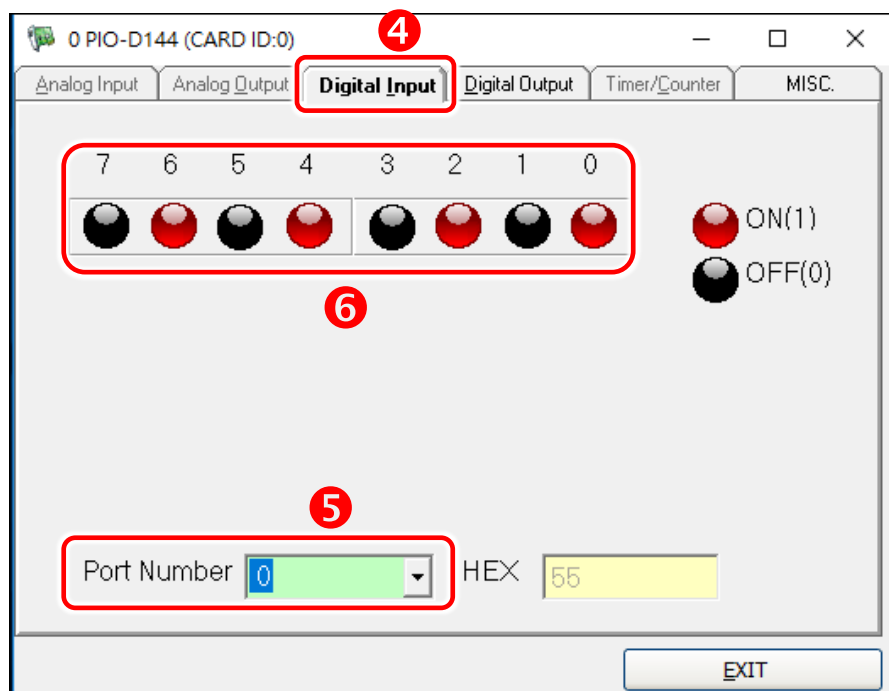 0 PIO-D144 (CARD ID:0)
4
Analog Input Analog Output Digital Input Digital Output Timer/Counter MISC.
7 6 5 4 3 2 1 0
ON(1)
OFF(0)
6
5
Port Number 0 HEX 55
EXIT